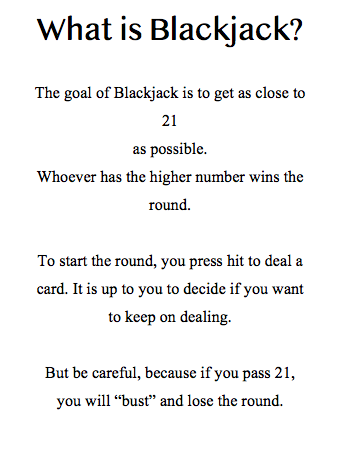 What is Blackjack?
The goal of Blackjack is to get as close to
21
as possible.
Whoever has the higher number wins the
round.
To start the round, you press hit to deal a
card. It is up to you to decide if you want
to keep on dealing.
But be careful, because if you pass 21,
you will “bust” and lose the round.